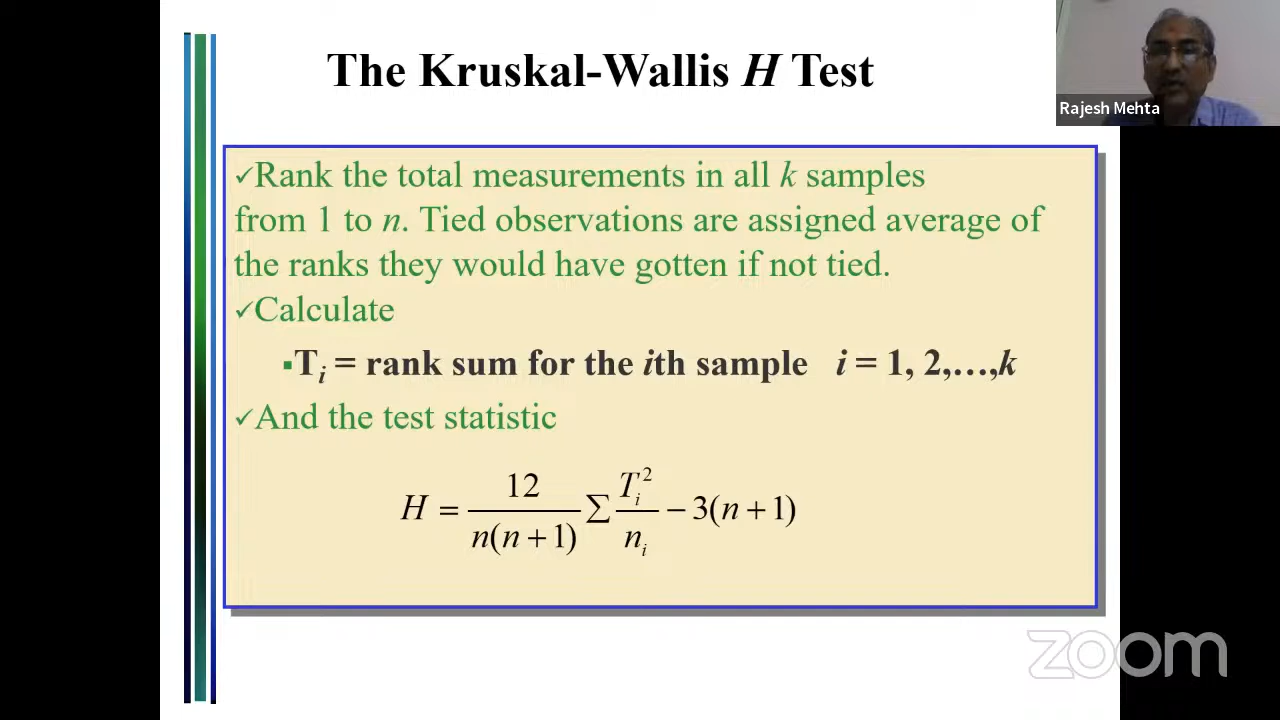 The Kruskal-Wallis H Test
Rajesh Mehta
✓Rank the total measurements in all k samples
from 1 to n. Tied observations are assigned average of
the ranks they would have gotten if not tied.
✓Calculate
▪Tᵢ = rank sum for the ith sample i = 1, 2,…,k
✓And the test statistic
H = 12/n(n+1) Σ Tᵢ²/nᵢ − 3(n+1)
zoom